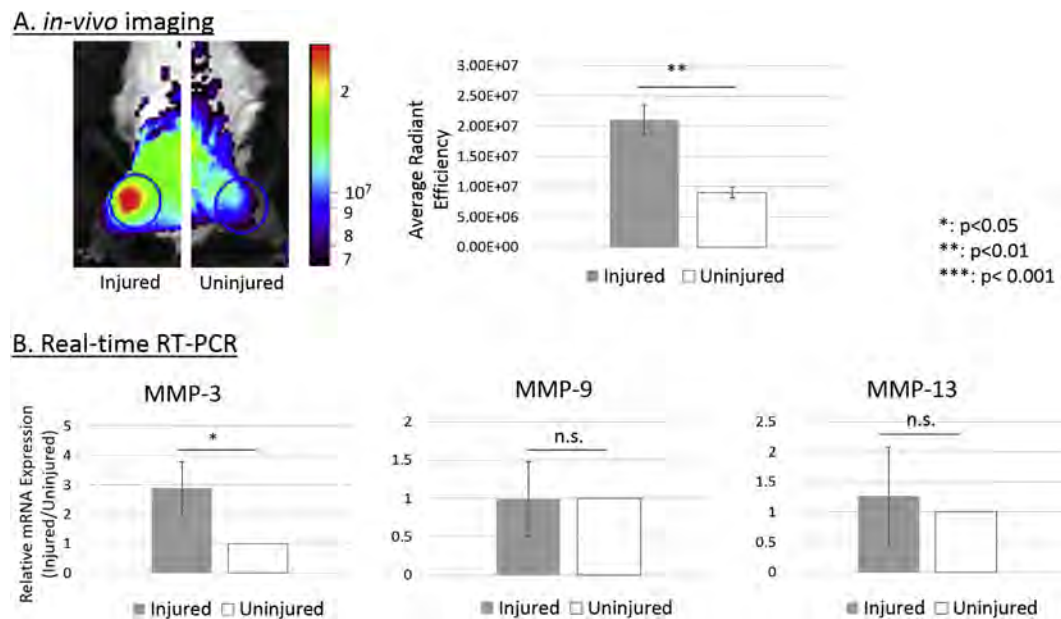 A. in-vivo imaging
2
10⁷
9
8
7
Injured
Uninjured
Average Radiant
Efficiency
3.00E+07
2.50E+07
2.00E+07
1.50E+07
1.00E+07
5.00E+06
0.00E+00
**
Injured Uninjured
*: p<0.05
**: p<0.01
***: p< 0.001
B. Real-time RT-PCR
MMP-3
Relative mRNA Expression
(Injured/Uninjured)
5
4
3
2
1
0
*
Injured Uninjured
MMP-9
2
1.5
1
0.5
0
n.s.
Injured Uninjured
MMP-13
2.5
2
1.5
1
0.5
0
n.s.
Injured Uninjured